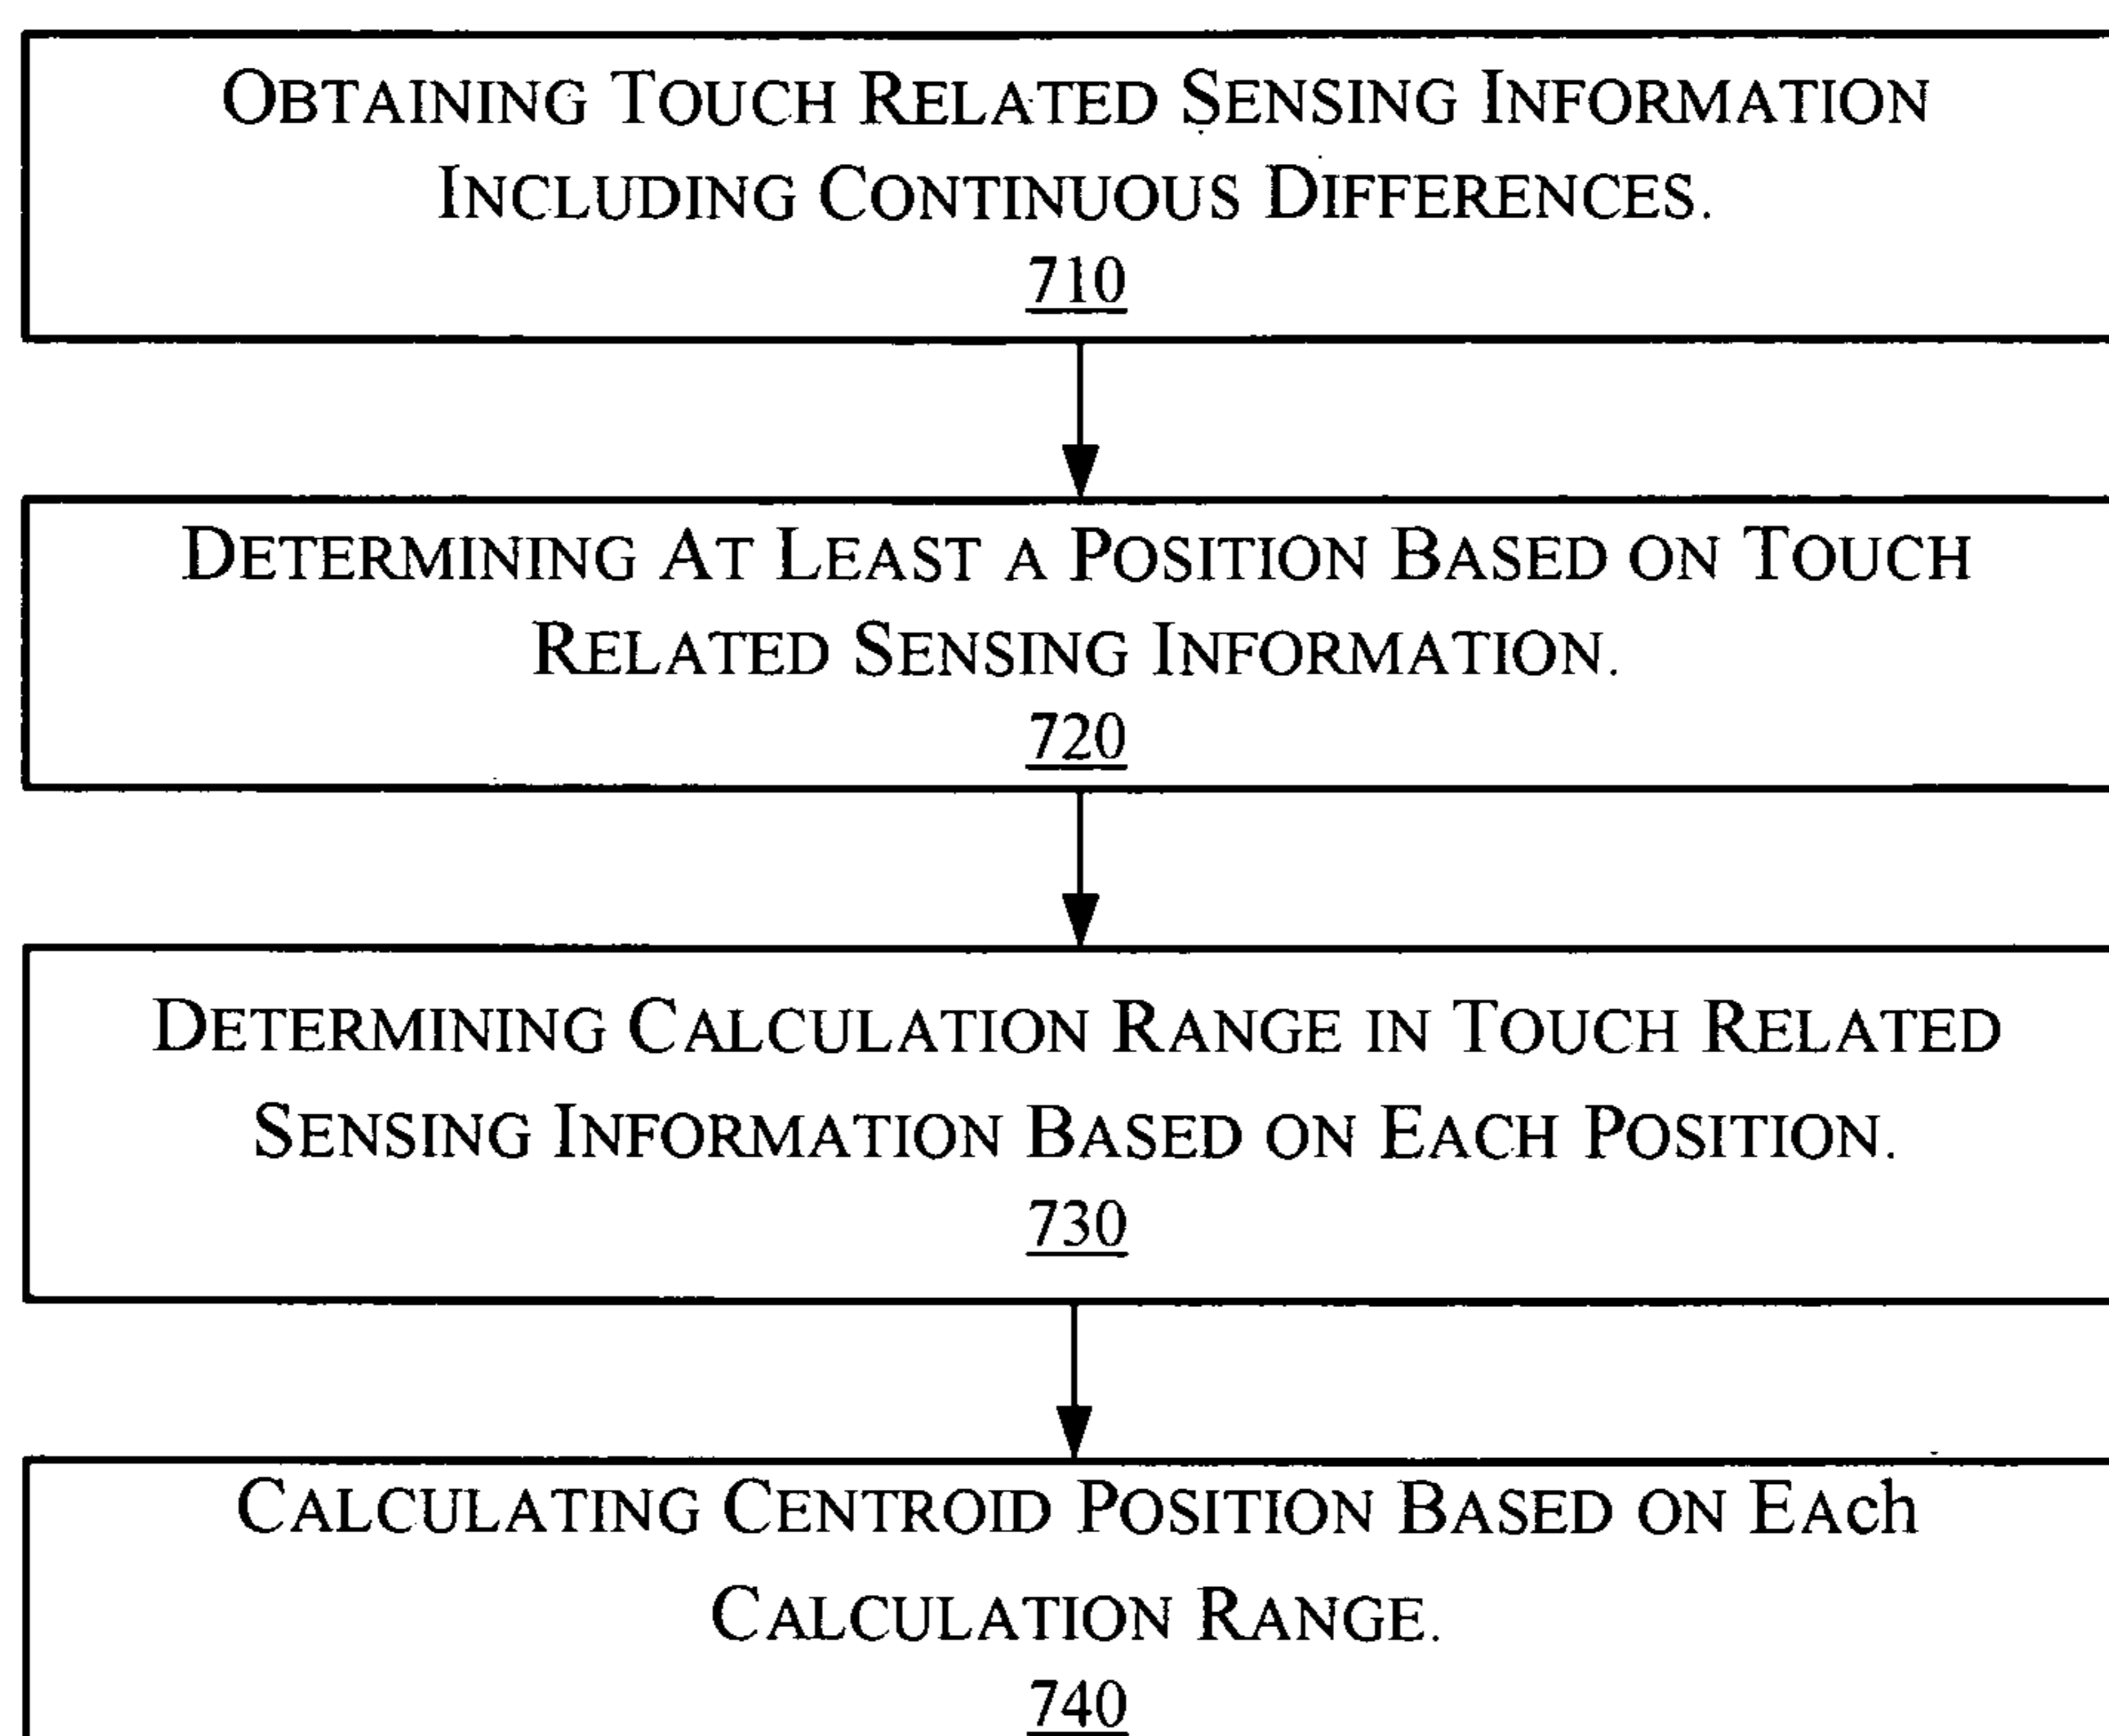 OBTAINING TOUCH RELATED SENSING INFORMATION
INCLUDING CONTINUOUS DIFFERENCES.
710
DETERMINING AT LEAST A POSITION BASED ON TOUCH
RELATED SENSING INFORMATION.
720
DETERMINING CALCULATION RANGE IN TOUCH RELATED
SENSING INFORMATION BASED ON EACH POSITION.
730
CALCULATING CENTROID POSITION BASED ON EAch
CALCULATION RANGE.
740